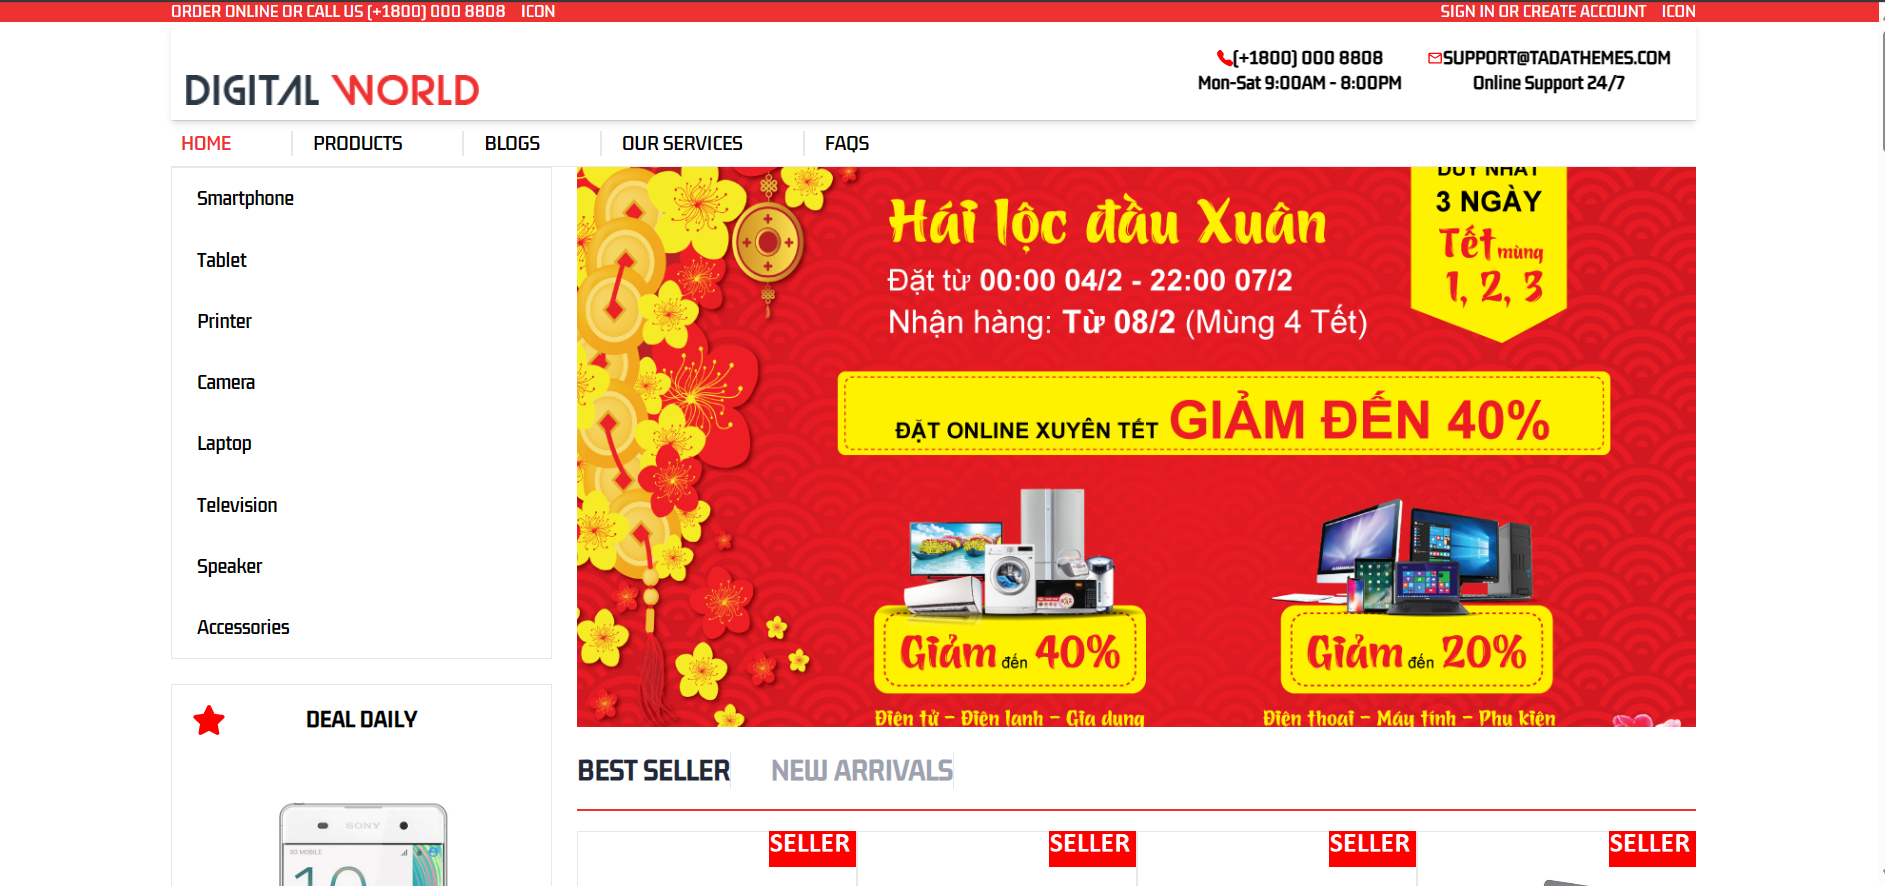 ORDER ONLINE OR CALL US (+1800) 000 8808 ICON
SIGN IN OR CREATE ACCOUNT ICON
DIGITAL WORLD
(+1800) 000 8808
Mon-Sat 9:00AM - 8:00PM
SUPPORT@TADATHEMES.COM
Online Support 24/7
HOME
PRODUCTS
BLOGS
OUR SERVICES
FAQS
Smartphone
Tablet
Printer
Camera
Laptop
Television
Speaker
Accessories
DUY NHẤT
3 NGÀY
Tết mùng
1, 2, 3
Hái lộc đầu Xuân
Đặt từ 00:00 04/2 - 22:00 07/2
Nhận hàng: Từ 08/2 (Mùng 4 Tết)
ĐẶT ONLINE XUYÊN TẾT GIẢM ĐẾN 40%
Giảm đến 40%
Giảm đến 20%
Điện tử – Điện lạnh – Gia dụng
Điện thoại – Máy tính – Phụ kiện
DEAL DAILY
SONY
BEST SELLER
NEW ARRIVALS
SELLER
SELLER
SELLER
SELLER